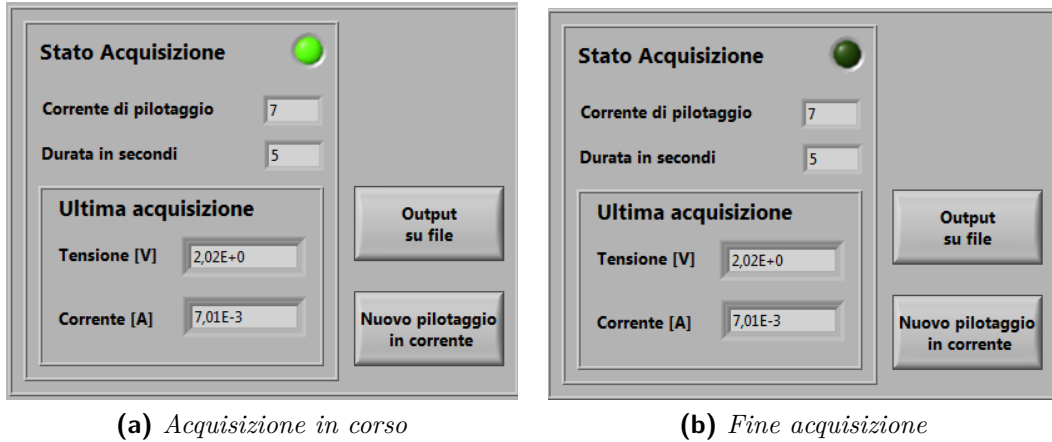 Stato Acquisizione
Corrente di pilotaggio
7
Durata in secondi
5
Ultima acquisizione
Tensione [V]
2,02E+0
Corrente [A]
7,01E-3
Output
su file
Nuovo pilotaggio
in corrente
(a) Acquisizione in corso
Stato Acquisizione
Corrente di pilotaggio
7
Durata in secondi
5
Ultima acquisizione
Tensione [V]
2,02E+0
Corrente [A]
7,01E-3
Output
su file
Nuovo pilotaggio
in corrente
(b) Fine acquisizione